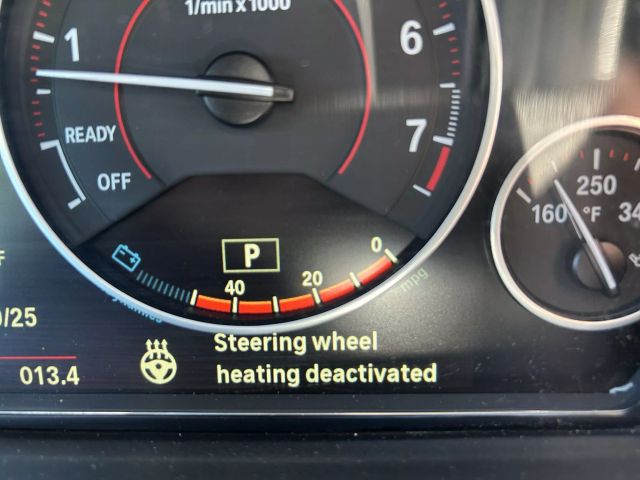 1/min x 1000
1
6
7
READY
OFF
P
40
20
0
mpg
160
250
°F
/25
013.4
Steering wheel
heating deactivated